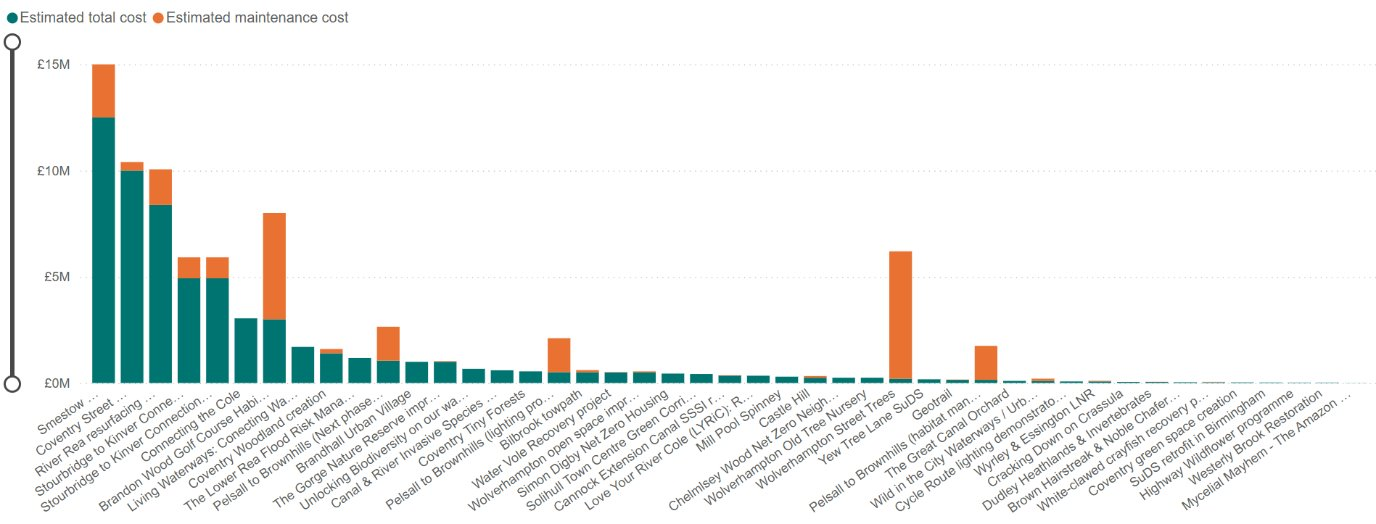 Estimated total cost Estimated maintenance cost
£15M
£10M
£5M
£0M
Smestow ...
Coventry Street ...
River Rea resurfacing ...
Stourbridge to Kinver Conne...
Stourbridge to Kinver Connection...
Connecting the Cole
Brandon Wood Golf Course Habi...
Living Waterways: Connecting Wa...
Coventry Woodland creation
The Lower Rea Flood Risk Mana...
Pelsall to Brownhills (Next phase...
Brandhall Urban Village
The Gorge Nature Reserve impr...
Unlocking Biodiversity on our wa...
Canal & River Invasive Species ...
Coventry Tiny Forests
Pelsall to Brownhills (lighting pro...
Bilbrook towpath
Water Vole Recovery project
Wolverhampton open space impr...
Simon Digby Net Zero Housing
Solihull Town Centre Green Corri...
Cannock Extension Canal SSSI r...
Love Your River Cole (LYRiC) R...
Mill Pool Spinney
Castle Hill
Chelmsley Wood Net Zero Neigh...
Wolverhampton Old Tree Nursery
Wolverhampton Street Trees
Yew Tree Lane SuDS
Geotrail
Pelsall to Brownhills (habitat man...
The Great Canal Orchard
Wild in the City Waterways / Urb...
Cycle Route lighting demonstrato...
Wyrley & Essington LNR
Cracking Down on Crassula
Dudley Heathlands & Invertebrates
Brown Hairstreak & Noble Chafer...
White-clawed crayfish recovery p...
Coventry green space creation
SuDS retrofit in Birmingham
Highway Wildflower programme
Westerly Brook Restoration
Mycelial Mayhem - The Amazon ...